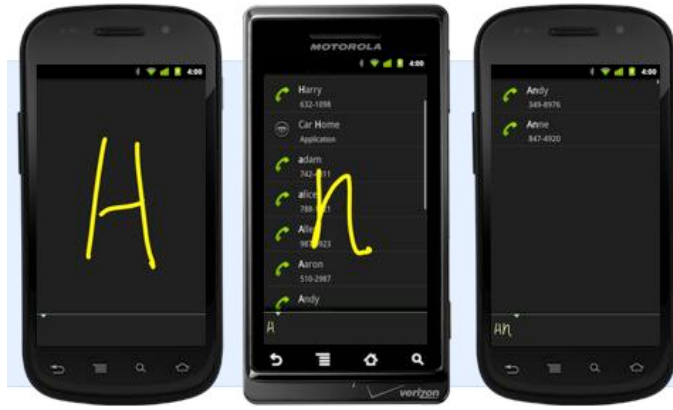 4:00
H
MOTOROLA
4:00
Harry
632-1098
Car Home
Application
adam
alice
n
Aaron
510-2987
Andy
A
verizon
4:00
Andy
349-8976
Anne
847-4920
An